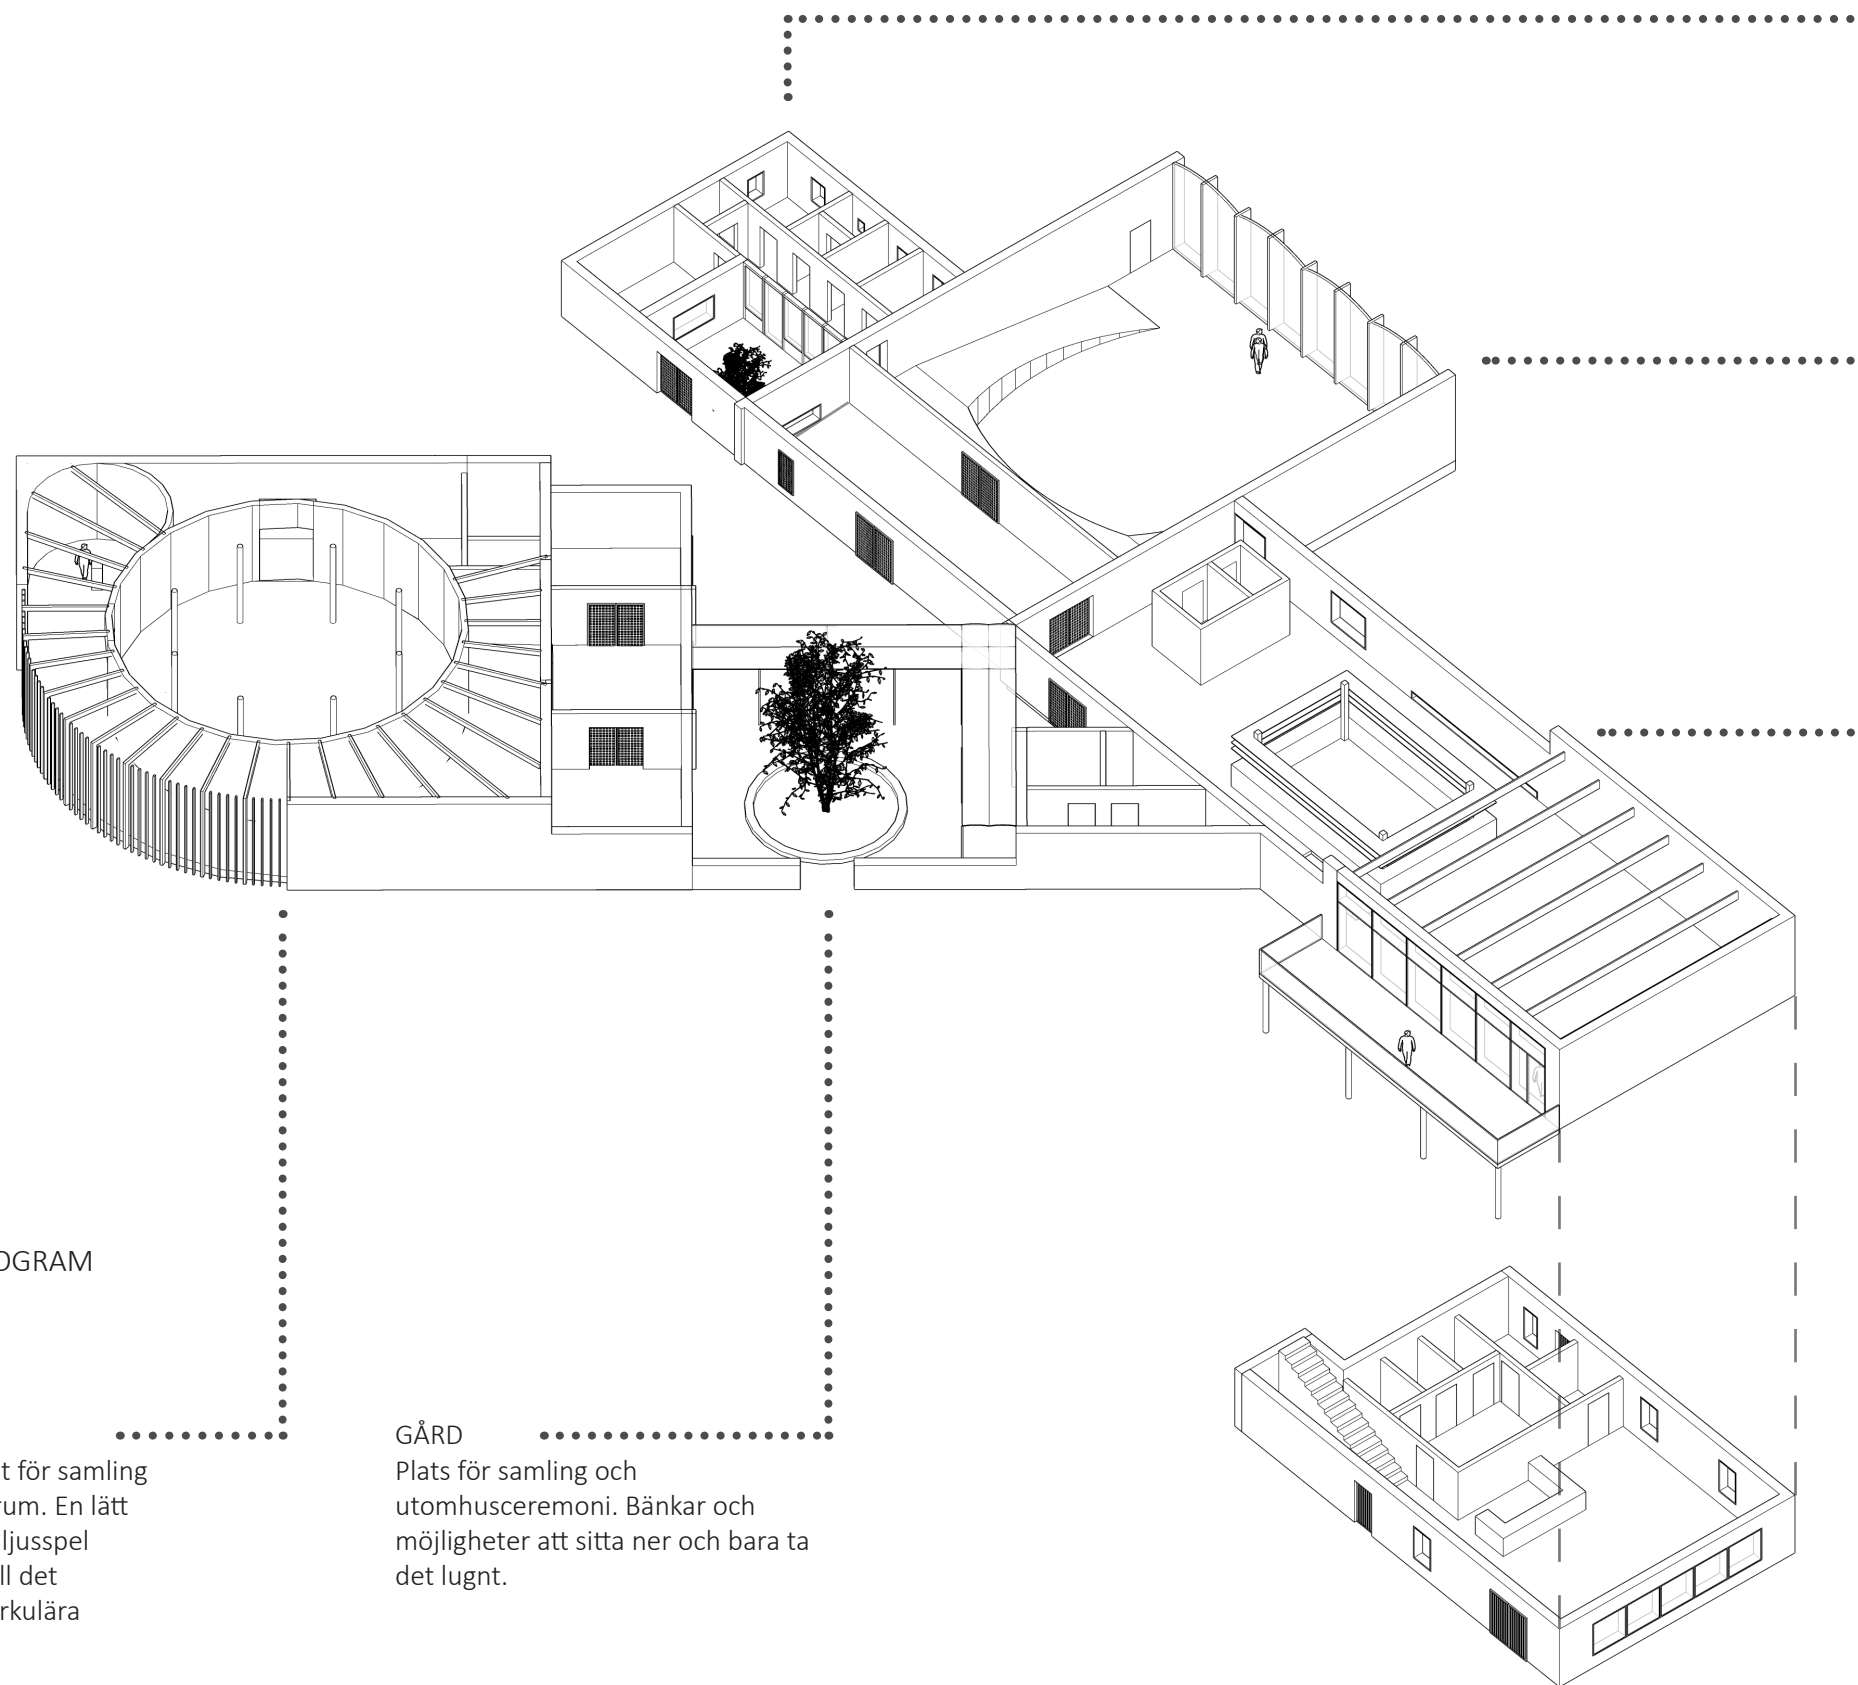 OGRAM
t för samling
rum. En lätt
ljusspel
ll det
rkulära
GÅRD
Plats för samling och
utomhusceremoni. Bänkar och
möjligheter att sitta ner och bara ta
det lugnt.